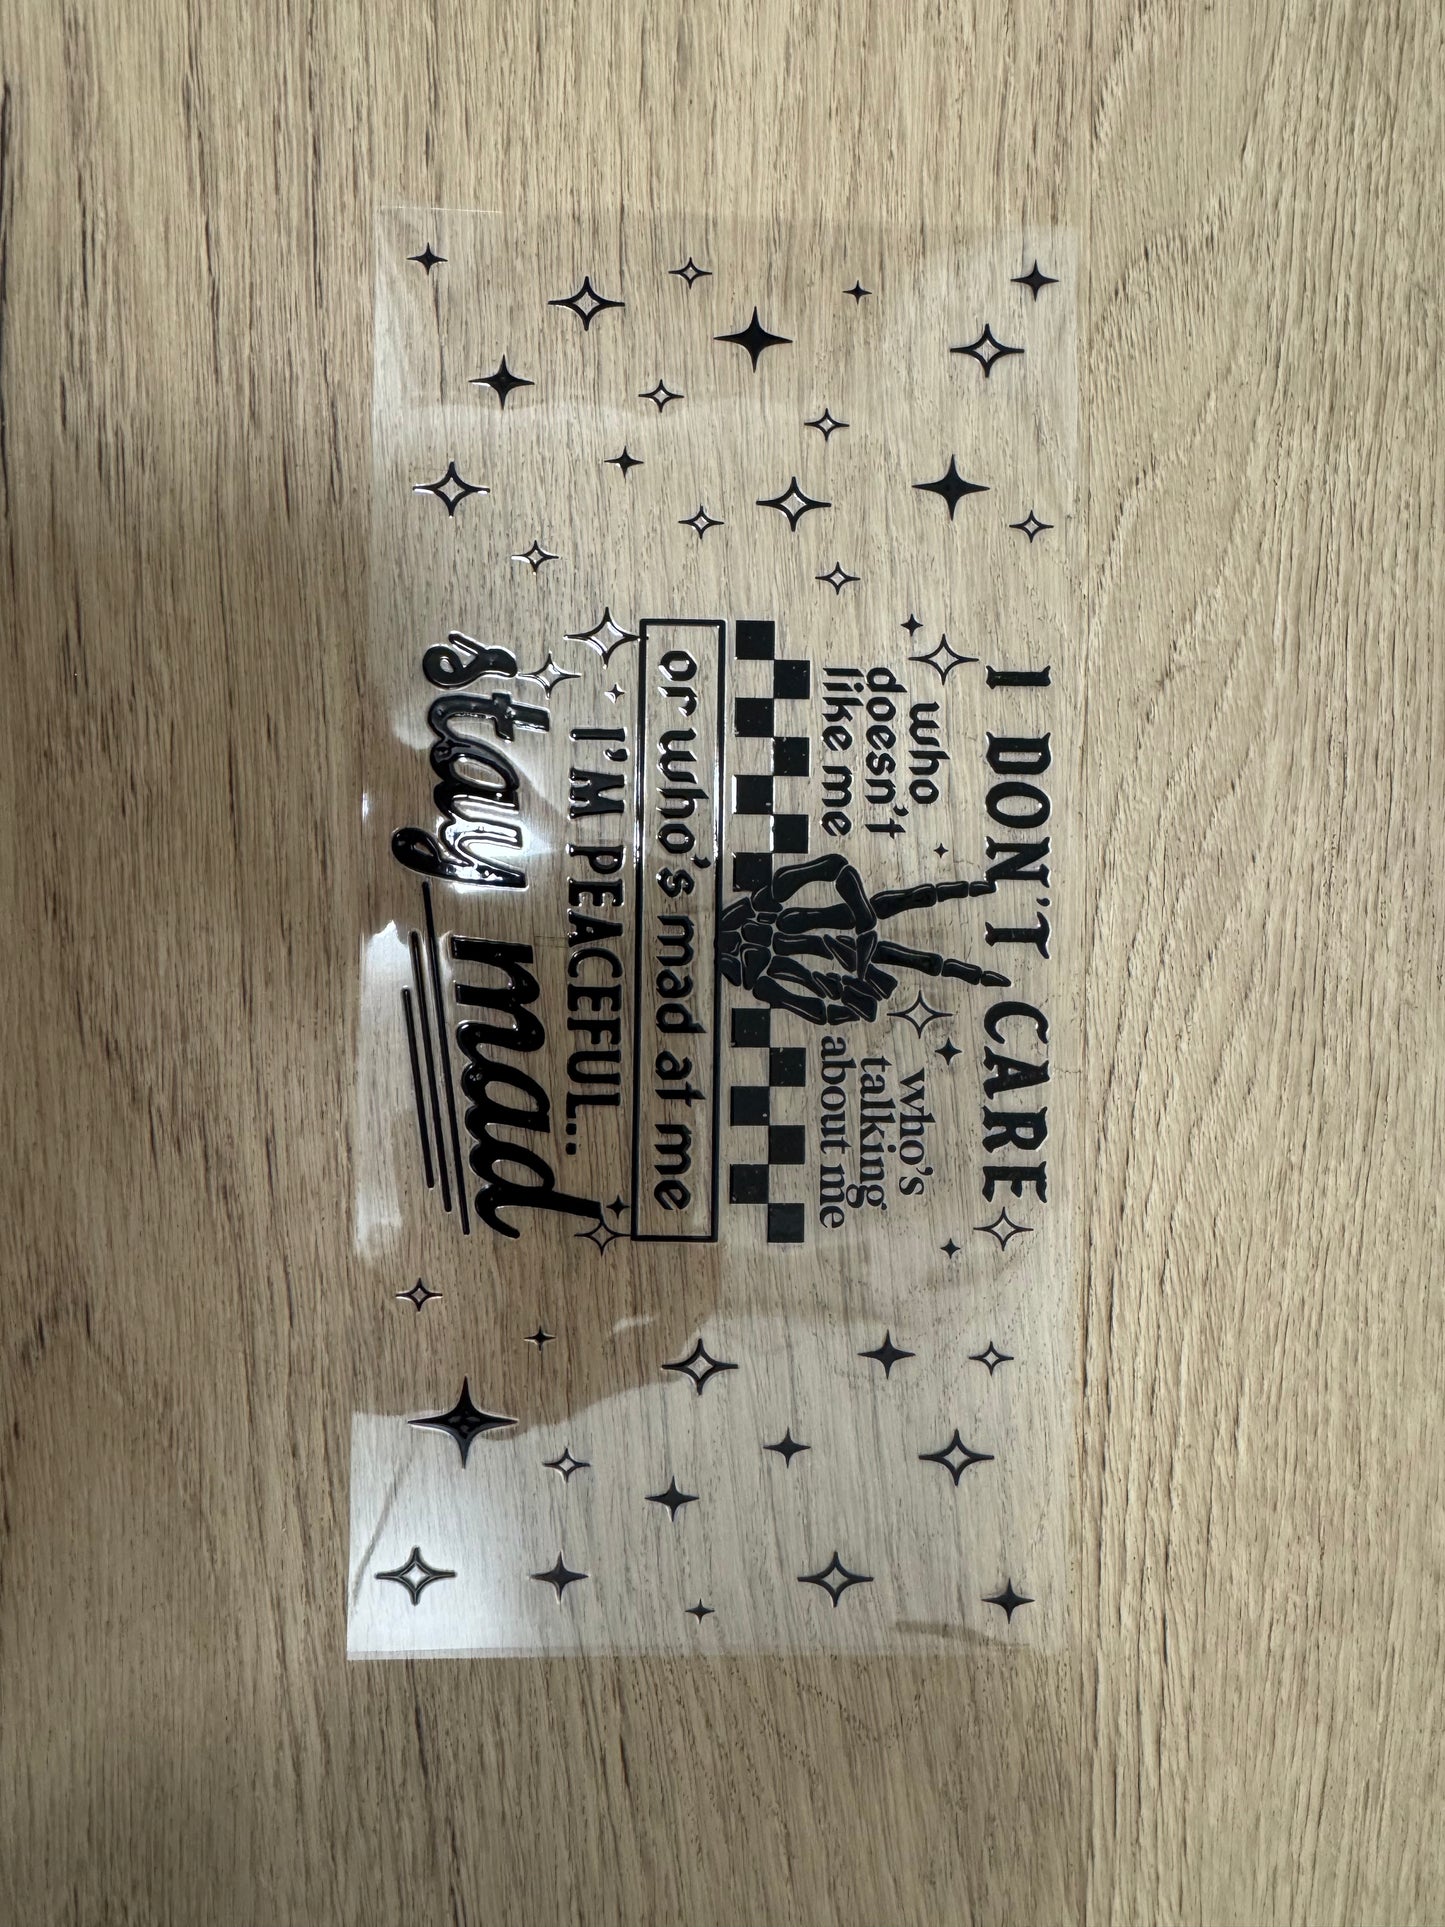 I DON'T CARE
who
doesn't
like me
who's
talking
about me
or who's mad at me
I'M PEACEFUL..
stay mad